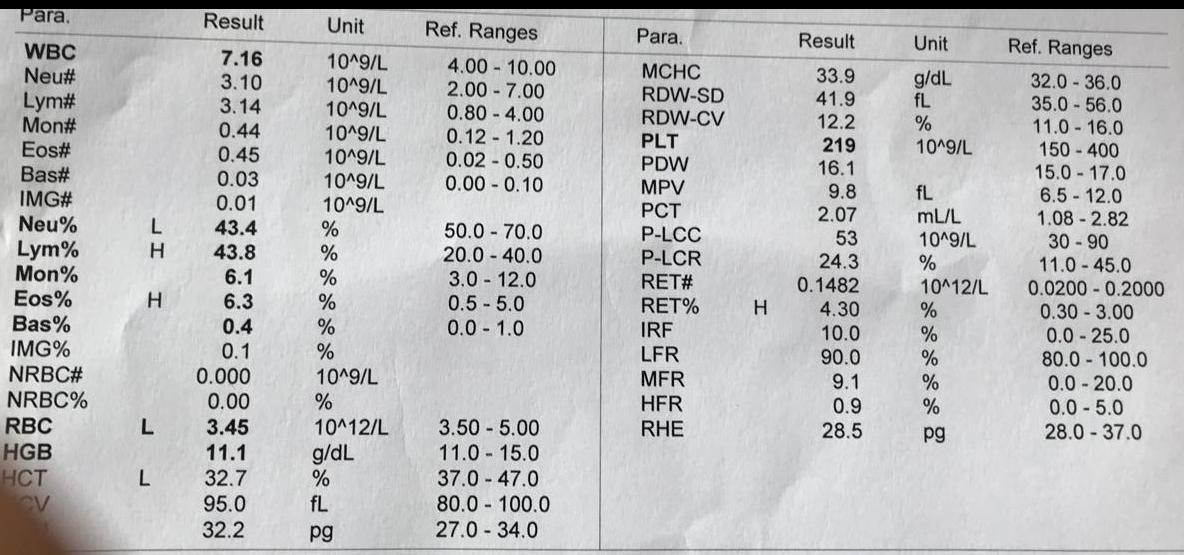 Para. Result Unit Ref. Ranges
WBC 7.16 10^9/L 4.00 - 10.00
Neu# 3.10 10^9/L 2.00 - 7.00
Lym# 3.14 10^9/L 0.80 - 4.00
Mon# 0.44 10^9/L 0.12 - 1.20
Eos# 0.45 10^9/L 0.02 - 0.50
Bas# 0.03 10^9/L 0.00 - 0.10
IMG# 0.01 10^9/L
Neu% L 43.4 % 50.0 - 70.0
Lym% H 43.8 % 20.0 - 40.0
Mon% 6.1 % 3.0 - 12.0
Eos% H 6.3 % 0.5 - 5.0
Bas% 0.4 % 0.0 - 1.0
IMG% 0.1 %
NRBC# 0.000 10^9/L
NRBC% 0.00 %
RBC L 3.45 10^12/L 3.50 - 5.00
HGB 11.1 g/dL 11.0 - 15.0
HCT L 32.7 % 37.0 - 47.0
CV 95.0 fL 80.0 - 100.0
32.2 pg 27.0 - 34.0
Para. Result Unit Ref. Ranges
MCHC 33.9 g/dL 32.0 - 36.0
RDW-SD 41.9 fL 35.0 - 56.0
RDW-CV 12.2 % 11.0 - 16.0
PLT 219 10^9/L 150 - 400
PDW 16.1 15.0 - 17.0
MPV 9.8 fL 6.5 - 12.0
PCT 2.07 mL/L 1.08 - 2.82
P-LCC 53 10^9/L 30 - 90
P-LCR 24.3 % 11.0 - 45.0
RET# 0.1482 10^12/L 0.0200 - 0.2000
RET% H 4.30 % 0.30 - 3.00
IRF 10.0 % 0.0 - 25.0
LFR 90.0 % 80.0 - 100.0
MFR 9.1 % 0.0 - 20.0
HFR 0.9 % 0.0 - 5.0
RHE 28.5 pg 28.0 - 37.0